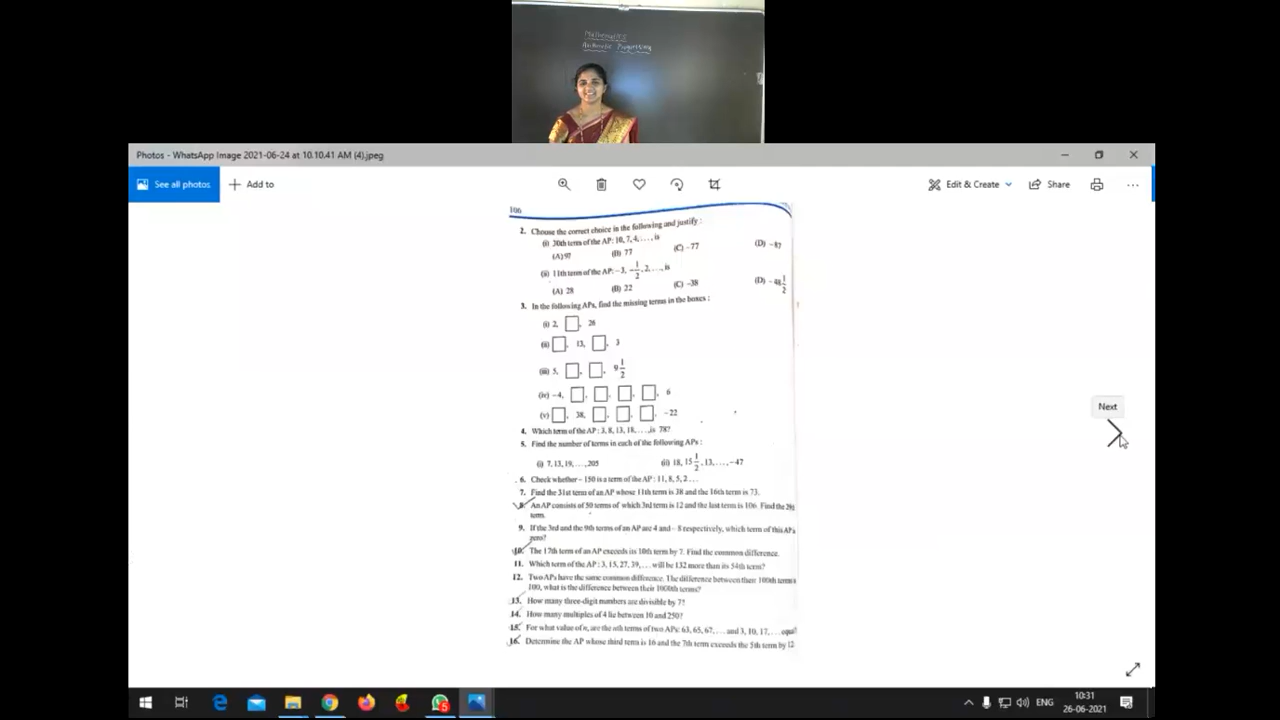 Mathematics
Arithmetic Progression
Photos - WhatsApp Image 2021-06-24 at 10.10.41 AM (4).jpeg
See all photos
Add to
Edit & Create
Share
106
2. Choose the correct choice in the following and justify :
(i) 30th term of the AP: 10, 7, 4, . . . , is
(A) 97 (B) 77 (C) -77 (D) -87
(ii) 11th term of the AP: -3, -1/2, 2, . . . , is
(A) 28 (B) 22 (C) -38 (D) -48 1/2
3. In the following APs, find the missing terms in the boxes :
(i) 2, □, 26
(ii) □, 13, □, 3
(iii) 5, □, □, 9 1/2
(iv) -4, □, □, □, □, 6
(v) □, 38, □, □, □, -22
4. Which term of the AP : 3, 8, 13, 18, . . . , is 78?
5. Find the number of terms in each of the following APs :
(i) 7, 13, 19, . . . , 205 (ii) 18, 15 1/2, 13, . . . , -47
6. Check whether - 150 is a term of the AP : 11, 8, 5, 2 . . .
7. Find the 31st term of an AP whose 11th term is 38 and the 16th term is 73.
8. An AP consists of 50 terms of which 3rd term is 12 and the last term is 106. Find the 29
term.
9. If the 3rd and the 9th terms of an AP are 4 and - 8 respectively, which term of this AP is
zero?
10. The 17th term of an AP exceeds its 10th term by 7. Find the common difference.
11. Which term of the AP : 3, 15, 27, 39, . . . will be 132 more than its 54th term?
12. Two APs have the same common difference. The difference between their 100th terms
100, what is the difference between their 1000th terms?
13. How many three-digit numbers are divisible by 7?
14. How many multiples of 4 lie between 10 and 250?
15. For what value of n, are the nth terms of two APs: 63, 65, 67, . . . and 3, 10, 17, . . . equal
16. Determine the AP whose third term is 16 and the 7th term exceeds the 5th term by 12
Next
5
ENG
10:31
26-06-2021